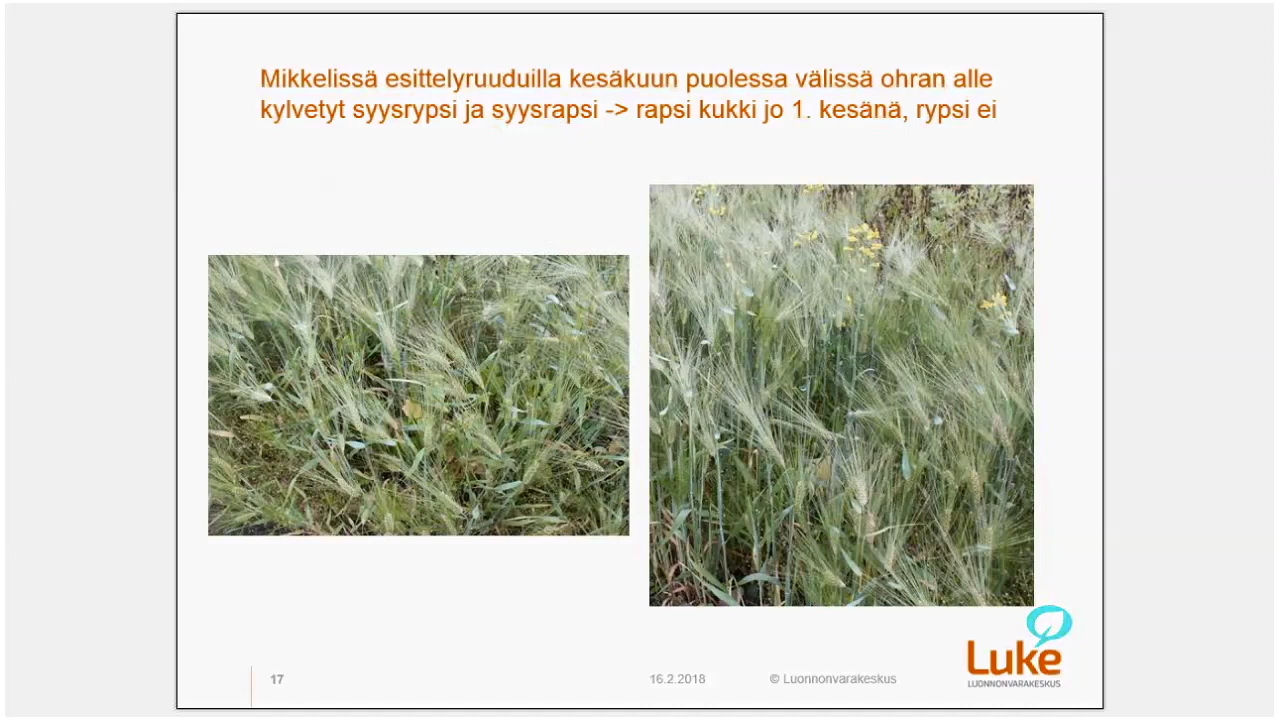 Mikkelissä esittelyruuduilla kesäkuun puolessa välissä ohran alle
kylvetyt syysrypsi ja syysrapsi -> rapsi kukki jo 1. kesänä, rypsi ei
Luke
LUONNONVARAKESKUS
17
16.2.2018
© Luonnonvarakeskus